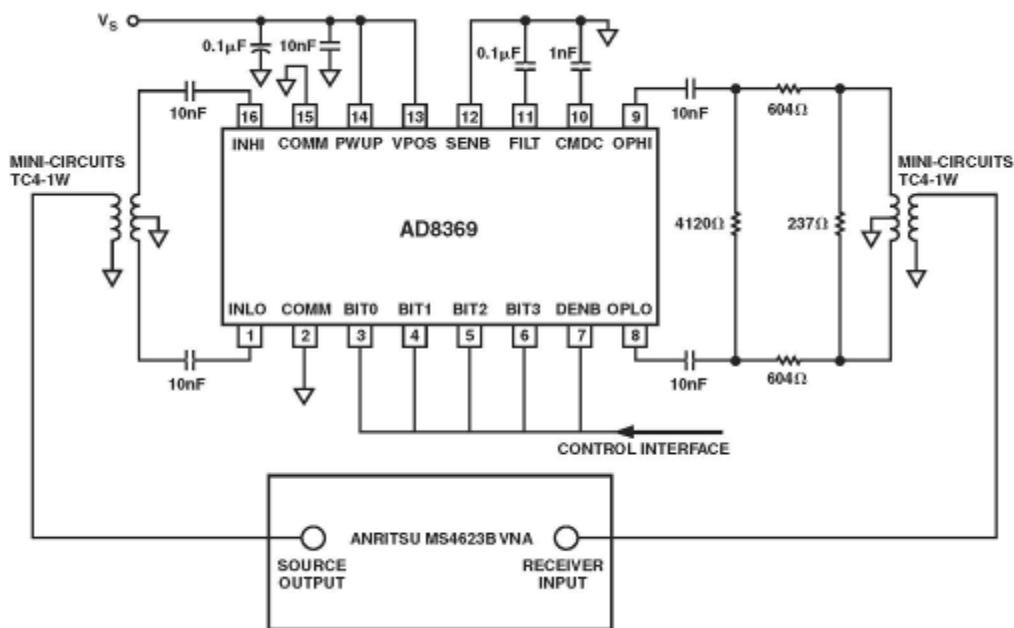 VS
0.1µF
10nF
0.1µF
1nF
10nF
16 15 14 13 12 11 10 9
INHI COMM PWUP VPOS SENB FILT CMDC OPHI
10nF
604Ω
MINI-CIRCUITS
TC4-1W
AD8369
4120Ω
237Ω
MINI-CIRCUITS
TC4-1W
INLO COMM BIT0 BIT1 BIT2 BIT3 DENB OPLO
1 2 3 4 5 6 7 8
10nF
10nF
604Ω
CONTROL INTERFACE
ANRITSU MS4623B VNA
SOURCE
OUTPUT
RECEIVER
INPUT